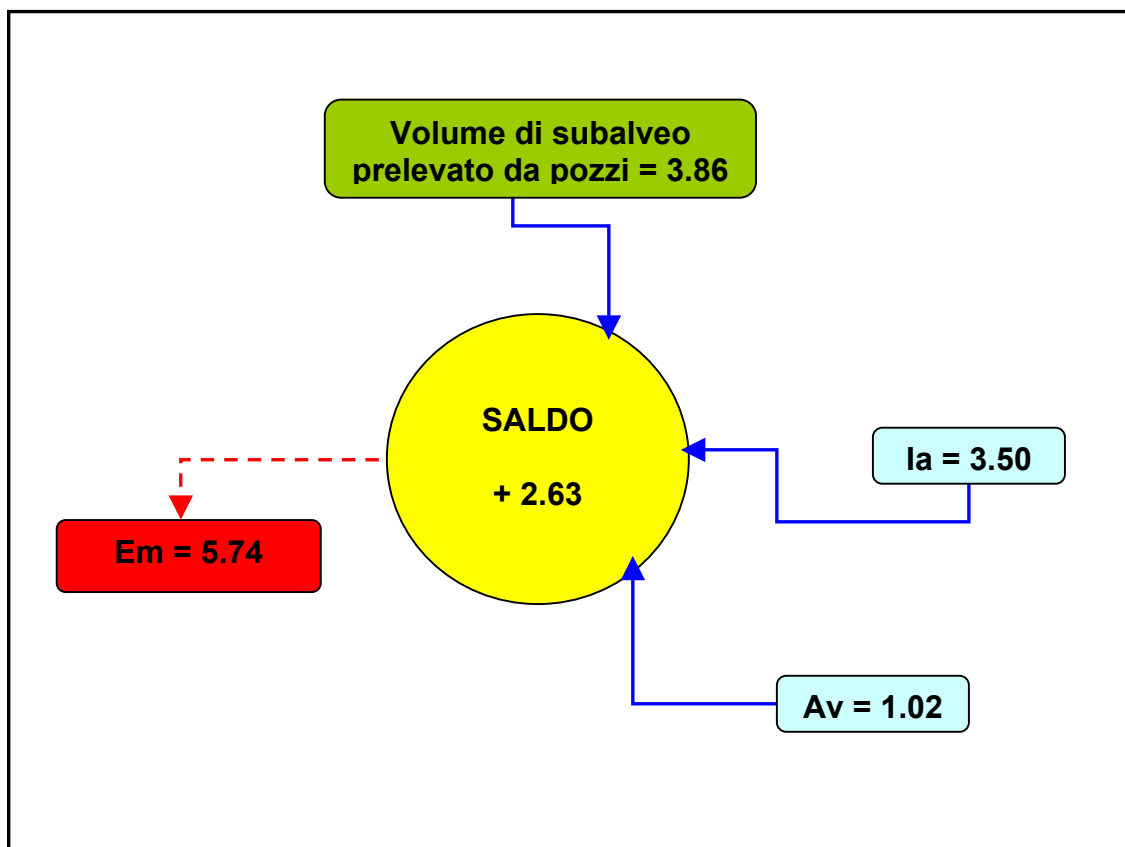 Volume di subalveo
prelevato da pozzi = 3.86
SALDO
+ 2.63
Ia = 3.50
Em = 5.74
Av = 1.02